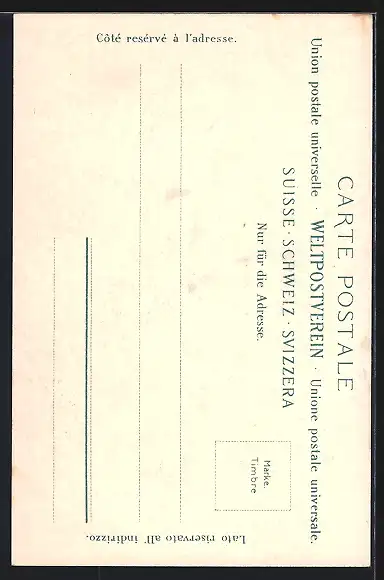 CARTE POSTALE
Union postale universelle · WELTPOSTVEREIN · Unione postale universale.
SUISSE · SCHWEIZ · SVIZZERA
Nur für die Adresse.
Marke.
Timbre
Côté resérvé à l'adresse.
Lato riservato all' indirizzo.